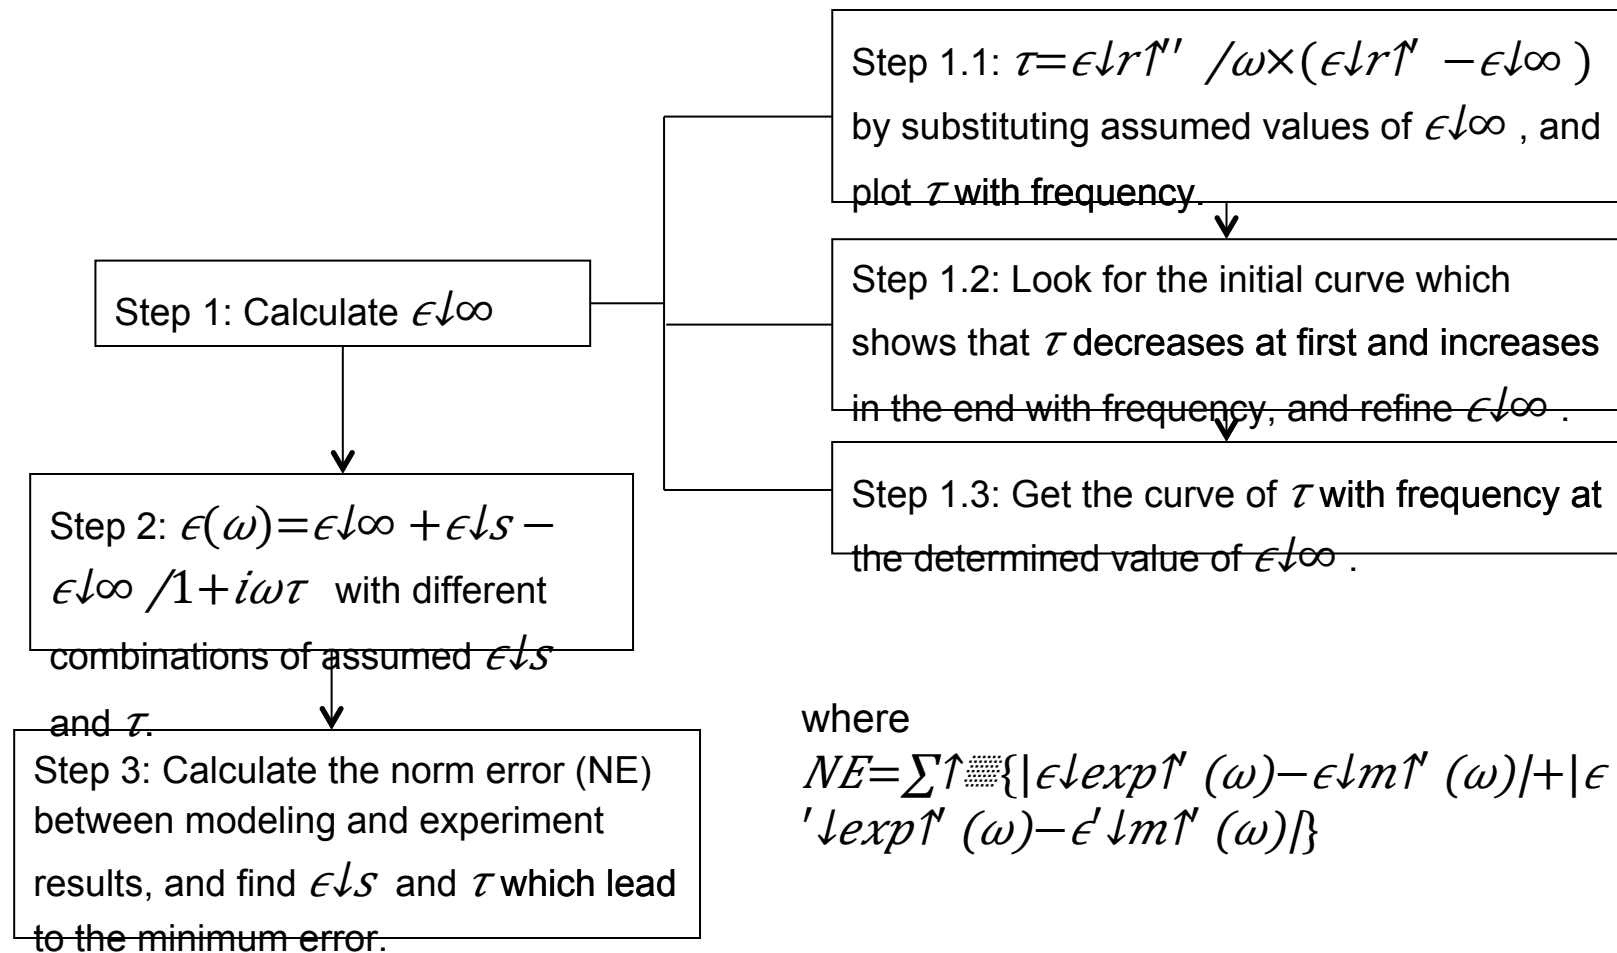 Step 1: Calculate ϵ↓∞
Step 1.1: τ=ϵ↓r↑′′ /ω×(ϵ↓r↑′ −ϵ↓∞ )
by substituting assumed values of ϵ↓∞ , and
plot τ with frequency.
Step 1.2: Look for the initial curve which
shows that τ decreases at first and increases
in the end with frequency, and refine ϵ↓∞ .
Step 1.3: Get the curve of τ with frequency at
the determined value of ϵ↓∞ .
Step 2: ϵ(ω)=ϵ↓∞ +ϵ↓s −
ϵ↓∞ /1+iωτ with different
combinations of assumed ϵ↓s
and τ.
Step 3: Calculate the norm error (NE)
between modeling and experiment
results, and find ϵ↓s and τ which lead
to the minimum error.
where
NE=∑↑▒{|ϵ↓exp↑′ (ω)−ϵ↓m↑′ (ω)|+|ϵ
′↓exp↑′ (ω)−ϵ′↓m↑′ (ω)|}